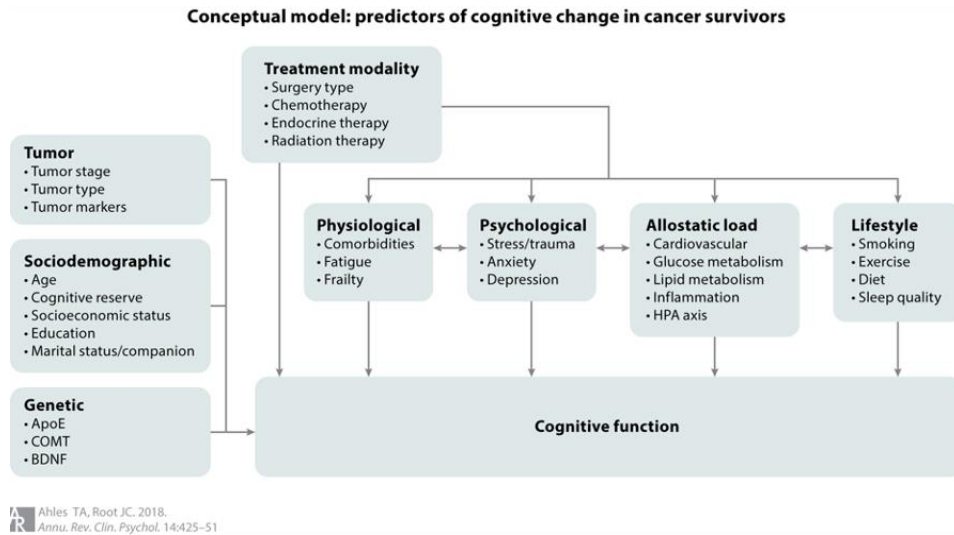 Conceptual model: predictors of cognitive change in cancer survivors
Treatment modality
• Surgery type
• Chemotherapy
• Endocrine therapy
• Radiation therapy
Tumor
• Tumor stage
• Tumor type
• Tumor markers
Sociodemographic
• Age
• Cognitive reserve
• Socioeconomic status
• Education
• Marital status/companion
Genetic
• ApoE
• COMT
• BDNF
Physiological
• Comorbidities
• Fatigue
• Frailty
Psychological
• Stress/trauma
• Anxiety
• Depression
Allostatic load
• Cardiovascular
• Glucose metabolism
• Lipid metabolism
• Inflammation
• HPA axis
Lifestyle
• Smoking
• Exercise
• Diet
• Sleep quality
Cognitive function
AR
Ahles TA, Root JC. 2018.
Annu. Rev. Clin. Psychol. 14:425–51